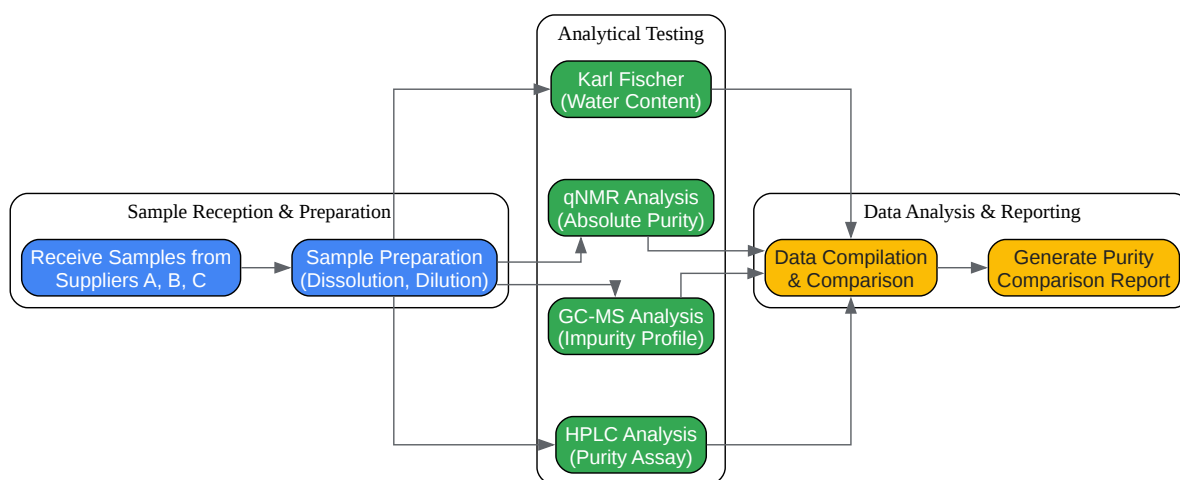 Analytical Testing
Karl Fischer
(Water Content)
qNMR Analysis
(Absolute Purity)
GC-MS Analysis
(Impurity Profile)
HPLC Analysis
(Purity Assay)
Sample Reception & Preparation
Receive Samples from
Suppliers A, B, C
Sample Preparation
(Dissolution, Dilution)
Data Analysis & Reporting
Data Compilation
& Comparison
Generate Purity
Comparison Report